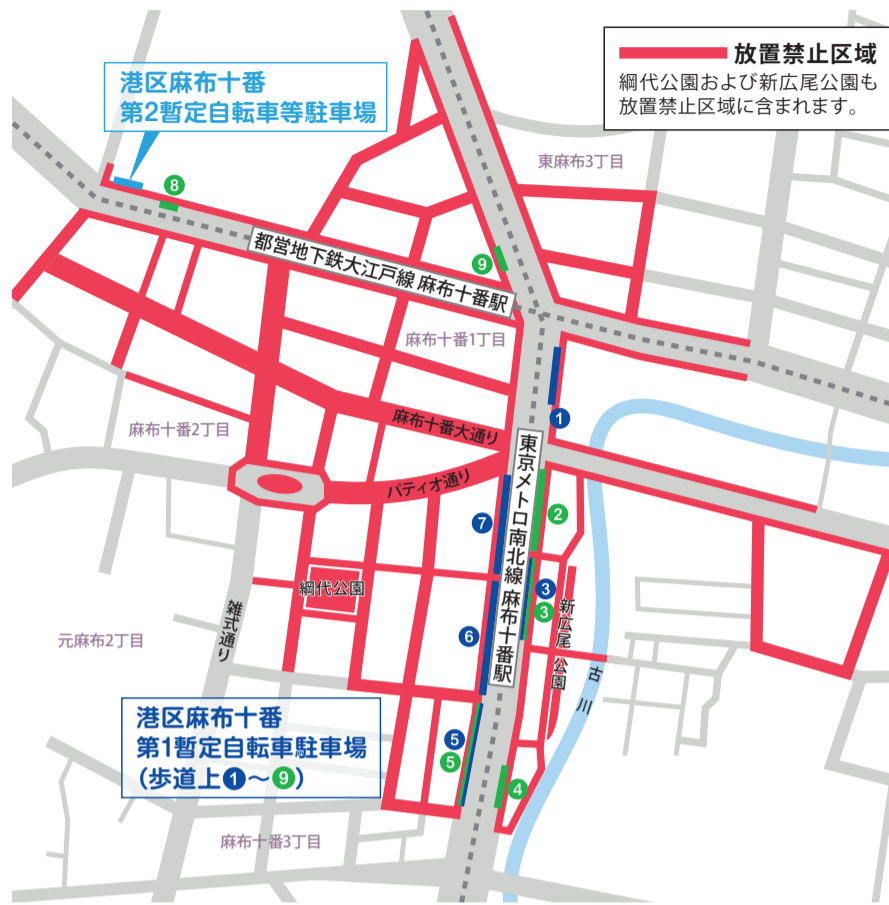 放置禁止区域
綱代公園および新広尾公園も
放置禁止区域に含まれます。
港区麻布十番
第2暫定自転車等駐車場
東麻布3丁目
8
都営地下鉄大江戸線 麻布十番駅
9
麻布十番1丁目
1
麻布十番大通り
麻布十番2丁目
パティオ通り
東京メトロ南北線 麻布十番駅
2
7
3
3
綱代公園
新広尾公園
雑式通り
6
元麻布2丁目
古川
港区麻布十番
第1暫定自転車駐車場
(歩道上1～9)
5
5
4
麻布十番3丁目